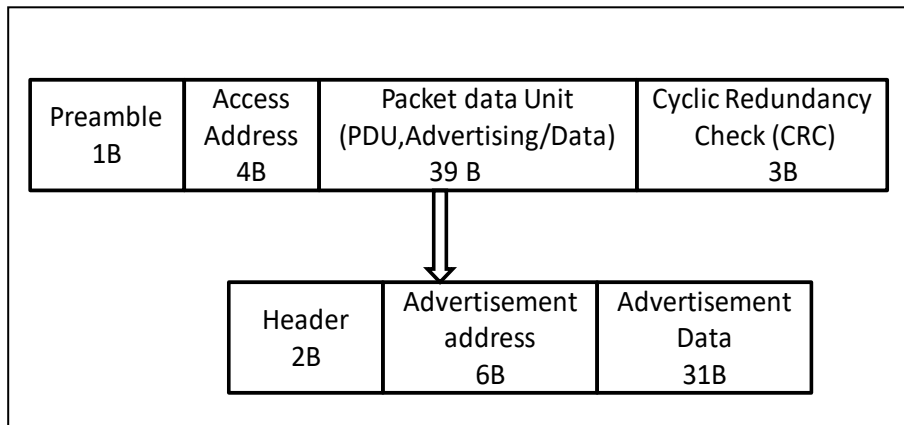 Preamble
1B
Access
Address
4B
Packet data Unit
(PDU,Advertising/Data)
39 B
Cyclic Redundancy
Check (CRC)
3B
Header
2B
Advertisement
address
6B
Advertisement
Data
31B